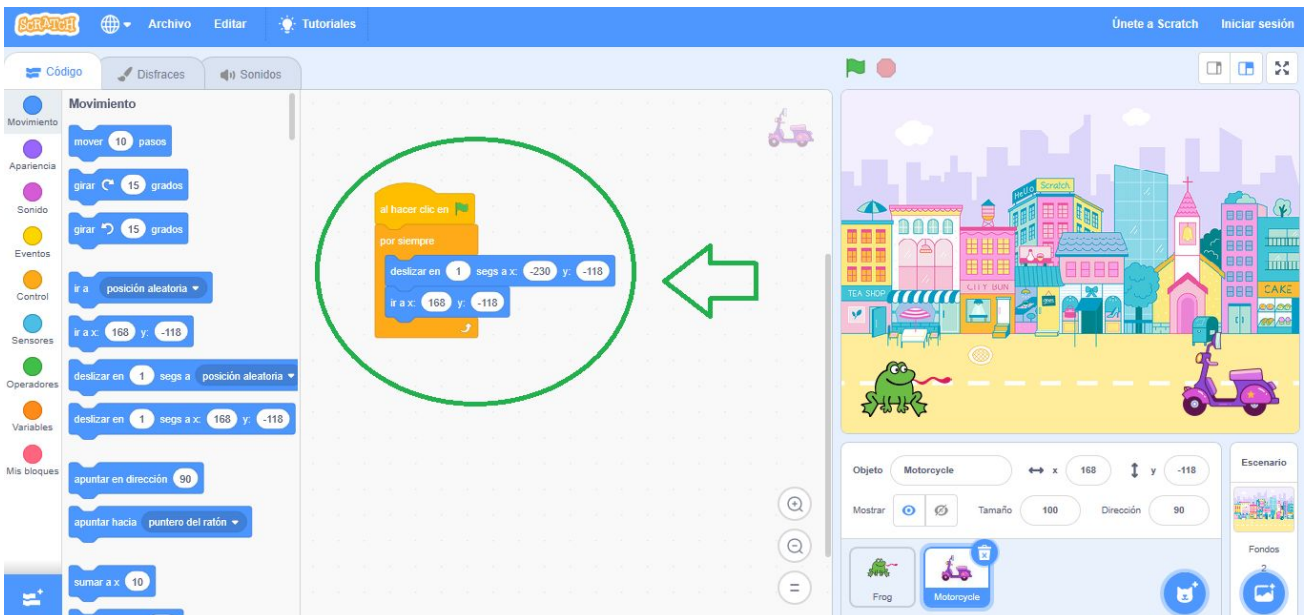 SCRATCH Archivo Editar Tutoriales Únete a Scratch Iniciar sesión
Código Disfraces Sonidos
Movimiento
Apariencia
Sonido
Eventos
Control
Sensores
Operadores
Variables
Mis bloques
Movimiento
mover 10 pasos
girar 15 grados
girar 15 grados
ir a posición aleatoria
ir a x: 168 y: -118
deslizar en 1 segs a posición aleatoria
deslizar en 1 segs a x: 168 y: -118
apuntar en dirección 90
apuntar hacia puntero del ratón
sumar a x 10
al hacer clic en
por siempre
deslizar en 1 segs a x: -230 y: -118
ir a x: 168 y: -118
Hello Scratch
TEA SHOP
CITY BUN
CAKE
Objeto Motorcycle x 168 y -118
Mostrar Tamaño 100 Dirección 90
Frog
Motorcycle
Escenario
Fondos
2